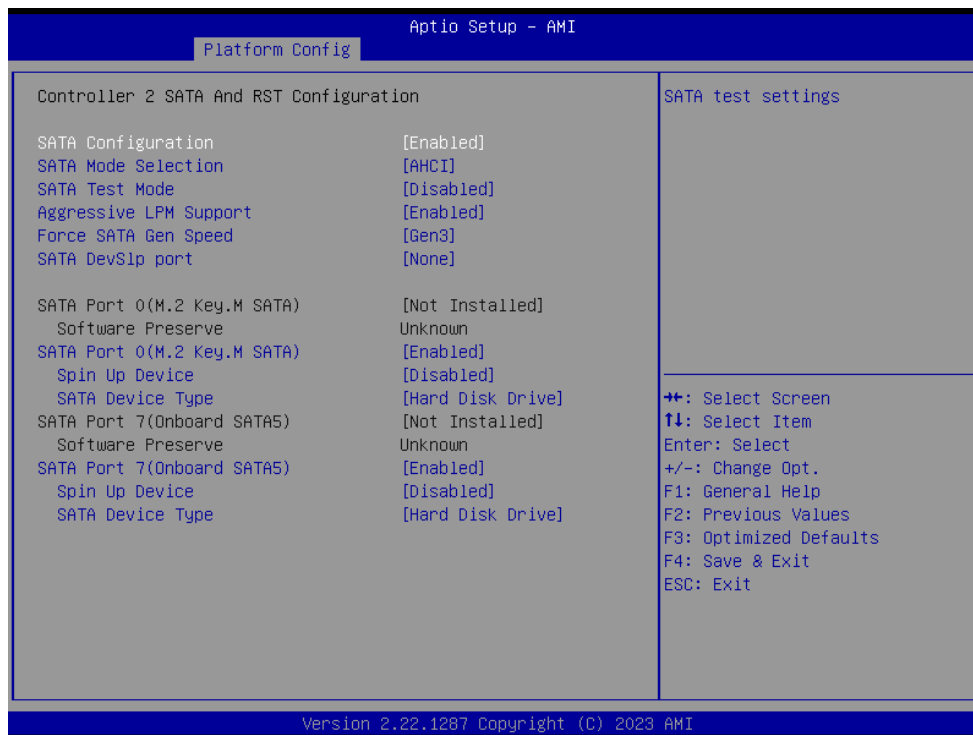 Aptio Setup – AMI
Platform Config
Controller 2 SATA And RST Configuration
SATA Configuration [Enabled]
SATA Mode Selection [AHCI]
SATA Test Mode [Disabled]
Aggressive LPM Support [Enabled]
Force SATA Gen Speed [Gen3]
SATA DevSlp port [None]
SATA Port 0(M.2 Key.M SATA) [Not Installed]
Software Preserve Unknown
SATA Port 0(M.2 Key.M SATA) [Enabled]
Spin Up Device [Disabled]
SATA Device Type [Hard Disk Drive]
SATA Port 7(Onboard SATA5) [Not Installed]
Software Preserve Unknown
SATA Port 7(Onboard SATA5) [Enabled]
Spin Up Device [Disabled]
SATA Device Type [Hard Disk Drive]
SATA test settings
→←: Select Screen
↑↓: Select Item
Enter: Select
+/-: Change Opt.
F1: General Help
F2: Previous Values
F3: Optimized Defaults
F4: Save & Exit
ESC: Exit
Version 2.22.1287 Copyright (C) 2023 AMI